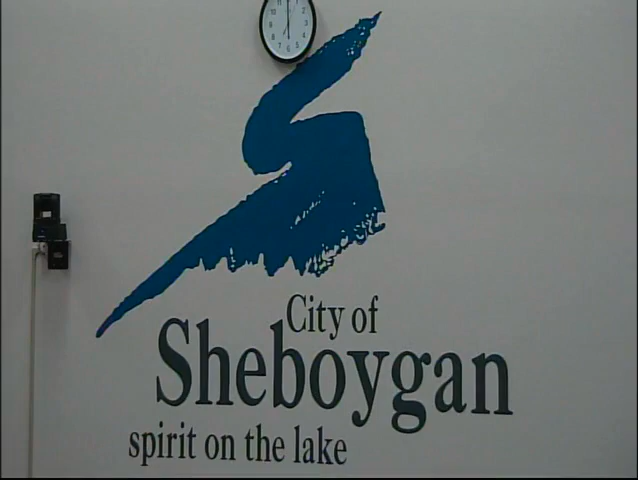 City of
Sheboygan
spirit on the lake